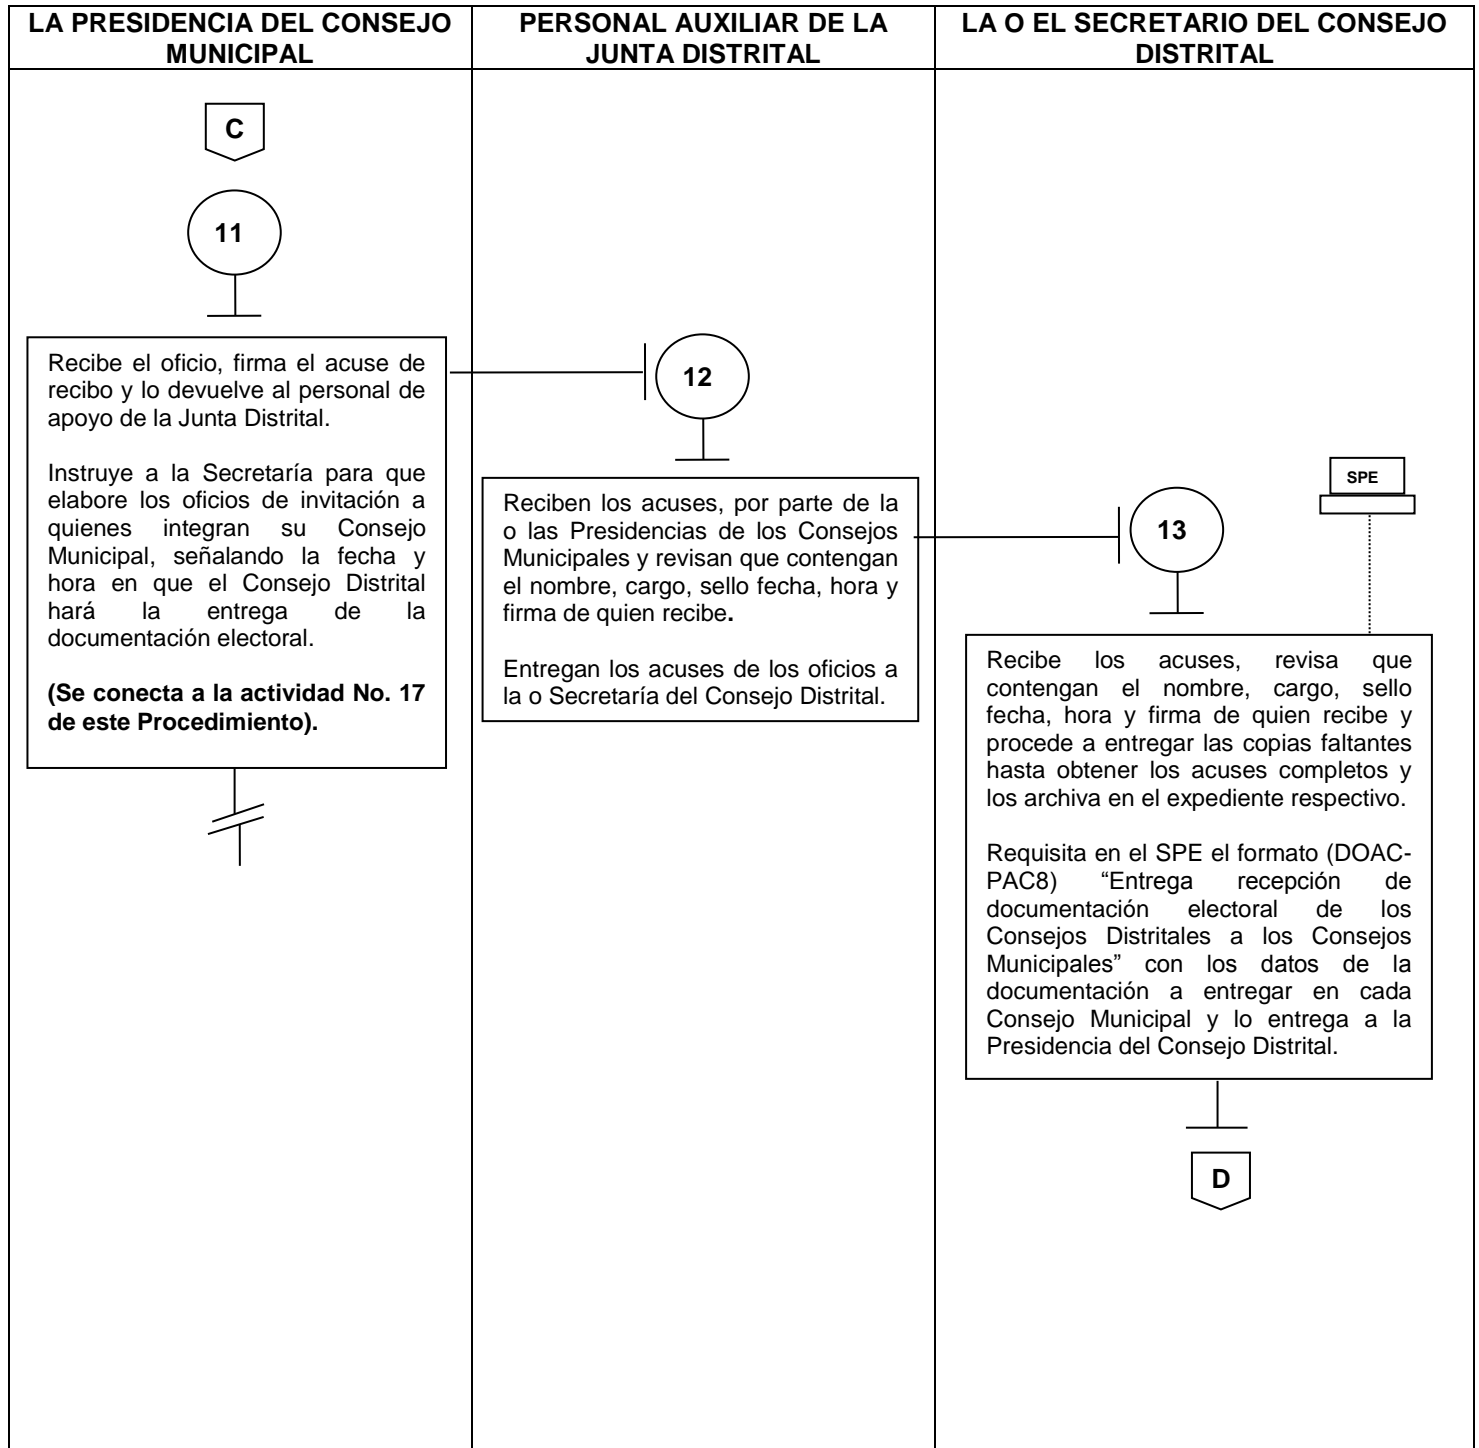 LA PRESIDENCIA DEL CONSEJO
MUNICIPAL
PERSONAL AUXILIAR DE LA
JUNTA DISTRITAL
LA O EL SECRETARIO DEL CONSEJO
DISTRITAL
C
11
Recibe el oficio, firma el acuse de
recibo y lo devuelve al personal de
apoyo de la Junta Distrital.
Instruye a la Secretaría para que
elabore los oficios de invitación a
quienes integran su Consejo
Municipal, señalando la fecha y
hora en que el Consejo Distrital
hará la entrega de la
documentación electoral.
(Se conecta a la actividad No. 17
de este Procedimiento).
12
Reciben los acuses, por parte de la
o las Presidencias de los Consejos
Municipales y revisan que contengan
el nombre, cargo, sello fecha, hora y
firma de quien recibe.
Entregan los acuses de los oficios a
la o Secretaría del Consejo Distrital.
SPE
13
Recibe los acuses, revisa que
contengan el nombre, cargo, sello
fecha, hora y firma de quien recibe y
procede a entregar las copias faltantes
hasta obtener los acuses completos y
los archiva en el expediente respectivo.
Requisita en el SPE el formato (DOAC-
PAC8) “Entrega recepción de
documentación electoral de los
Consejos Distritales a los Consejos
Municipales” con los datos de la
documentación a entregar en cada
Consejo Municipal y lo entrega a la
Presidencia del Consejo Distrital.
D